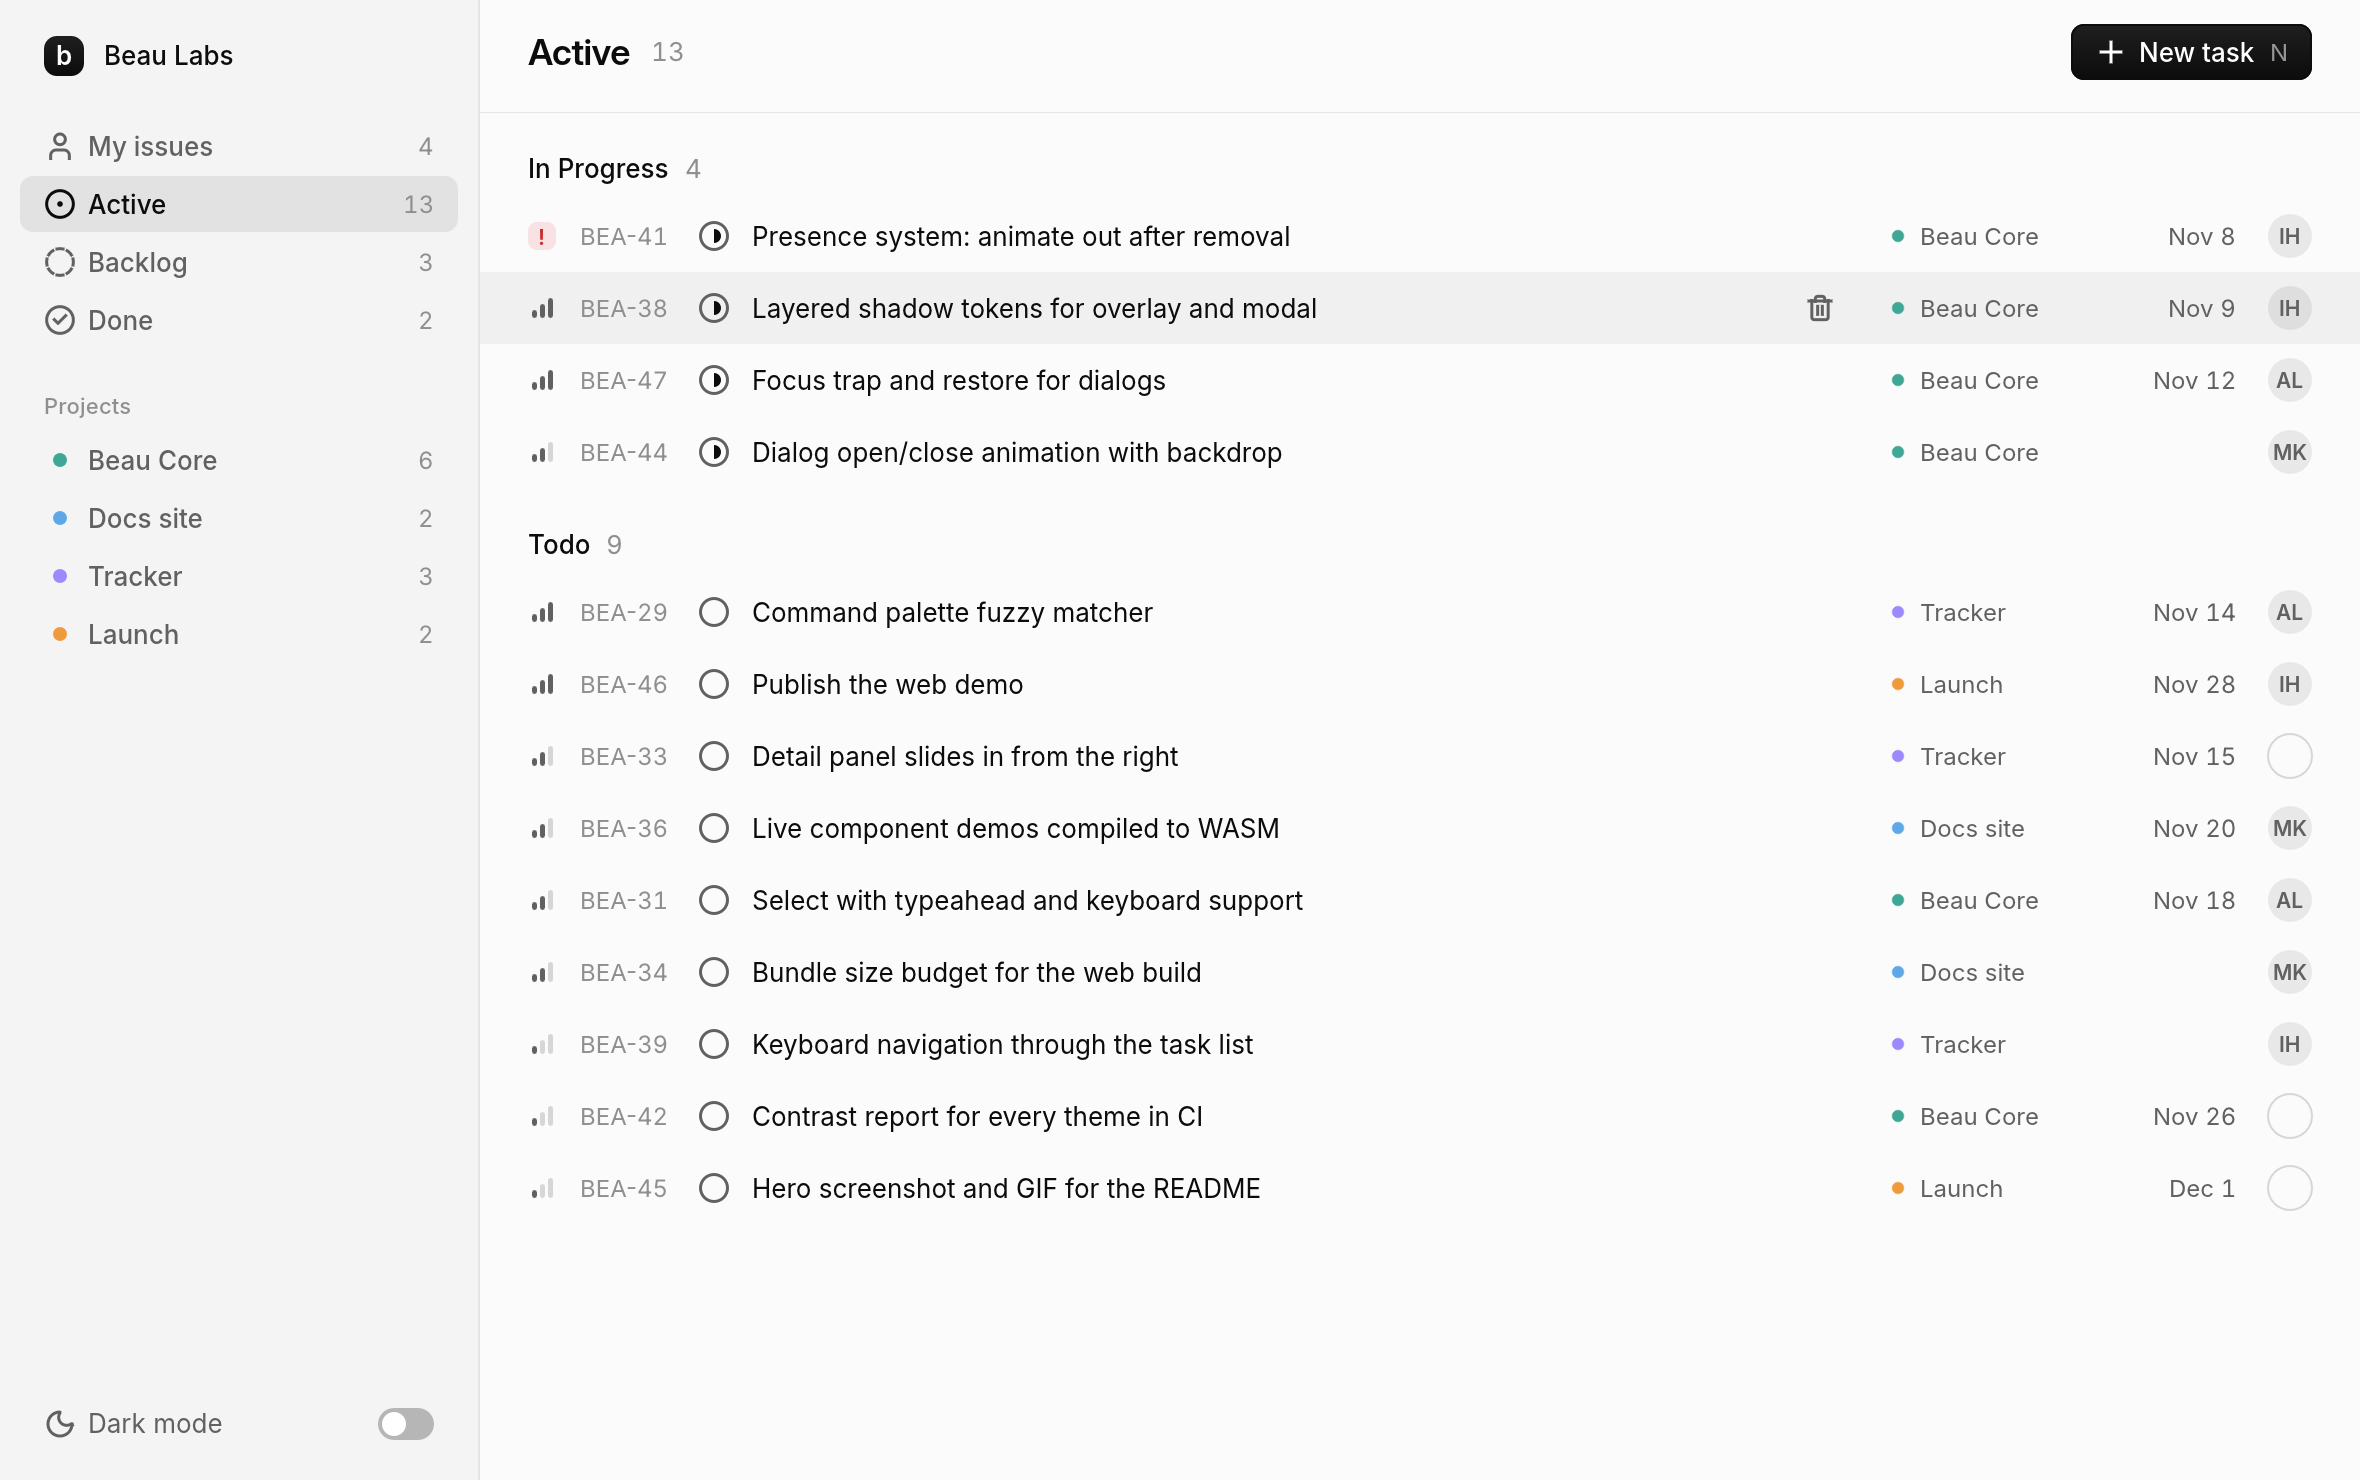 b Beau Labs
My issues 4
Active 13
Backlog 3
Done 2
Projects
Beau Core 6
Docs site 2
Tracker 3
Launch 2
Dark mode
Active 13
New task N
In Progress 4
! BEA-41 Presence system: animate out after removal Beau Core Nov 8 IH
BEA-38 Layered shadow tokens for overlay and modal Beau Core Nov 9 IH
BEA-47 Focus trap and restore for dialogs Beau Core Nov 12 AL
BEA-44 Dialog open/close animation with backdrop Beau Core MK
Todo 9
BEA-29 Command palette fuzzy matcher Tracker Nov 14 AL
BEA-46 Publish the web demo Launch Nov 28 IH
BEA-33 Detail panel slides in from the right Tracker Nov 15
BEA-36 Live component demos compiled to WASM Docs site Nov 20 MK
BEA-31 Select with typeahead and keyboard support Beau Core Nov 18 AL
BEA-34 Bundle size budget for the web build Docs site MK
BEA-39 Keyboard navigation through the task list Tracker IH
BEA-42 Contrast report for every theme in CI Beau Core Nov 26
BEA-45 Hero screenshot and GIF for the README Launch Dec 1